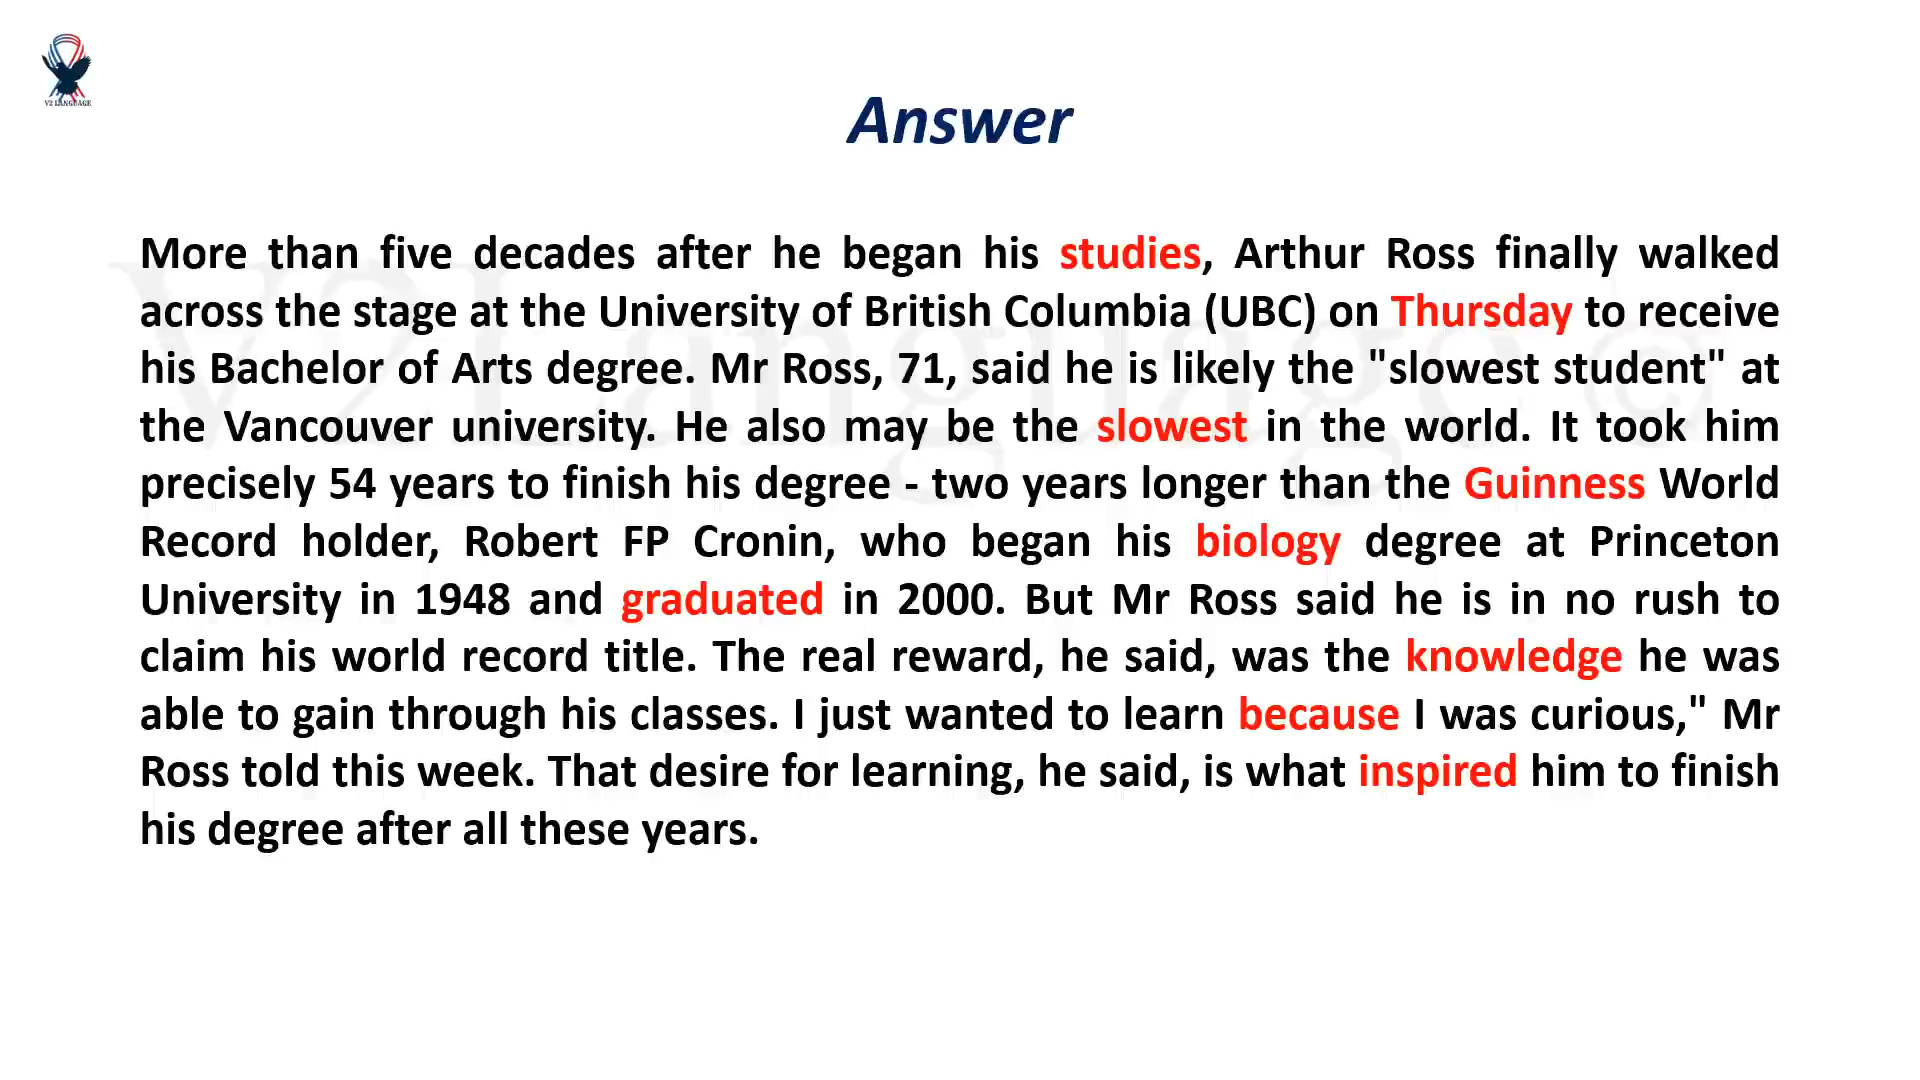 V2 LANGUAGE
Answer
More than five decades after he began his studies, Arthur Ross finally walked
across the stage at the University of British Columbia (UBC) on Thursday to receive
his Bachelor of Arts degree. Mr Ross, 71, said he is likely the "slowest student" at
the Vancouver university. He also may be the slowest in the world. It took him
precisely 54 years to finish his degree - two years longer than the Guinness World
Record holder, Robert FP Cronin, who began his biology degree at Princeton
University in 1948 and graduated in 2000. But Mr Ross said he is in no rush to
claim his world record title. The real reward, he said, was the knowledge he was
able to gain through his classes. I just wanted to learn because I was curious," Mr
Ross told this week. That desire for learning, he said, is what inspired him to finish
his degree after all these years.
V2Language ©